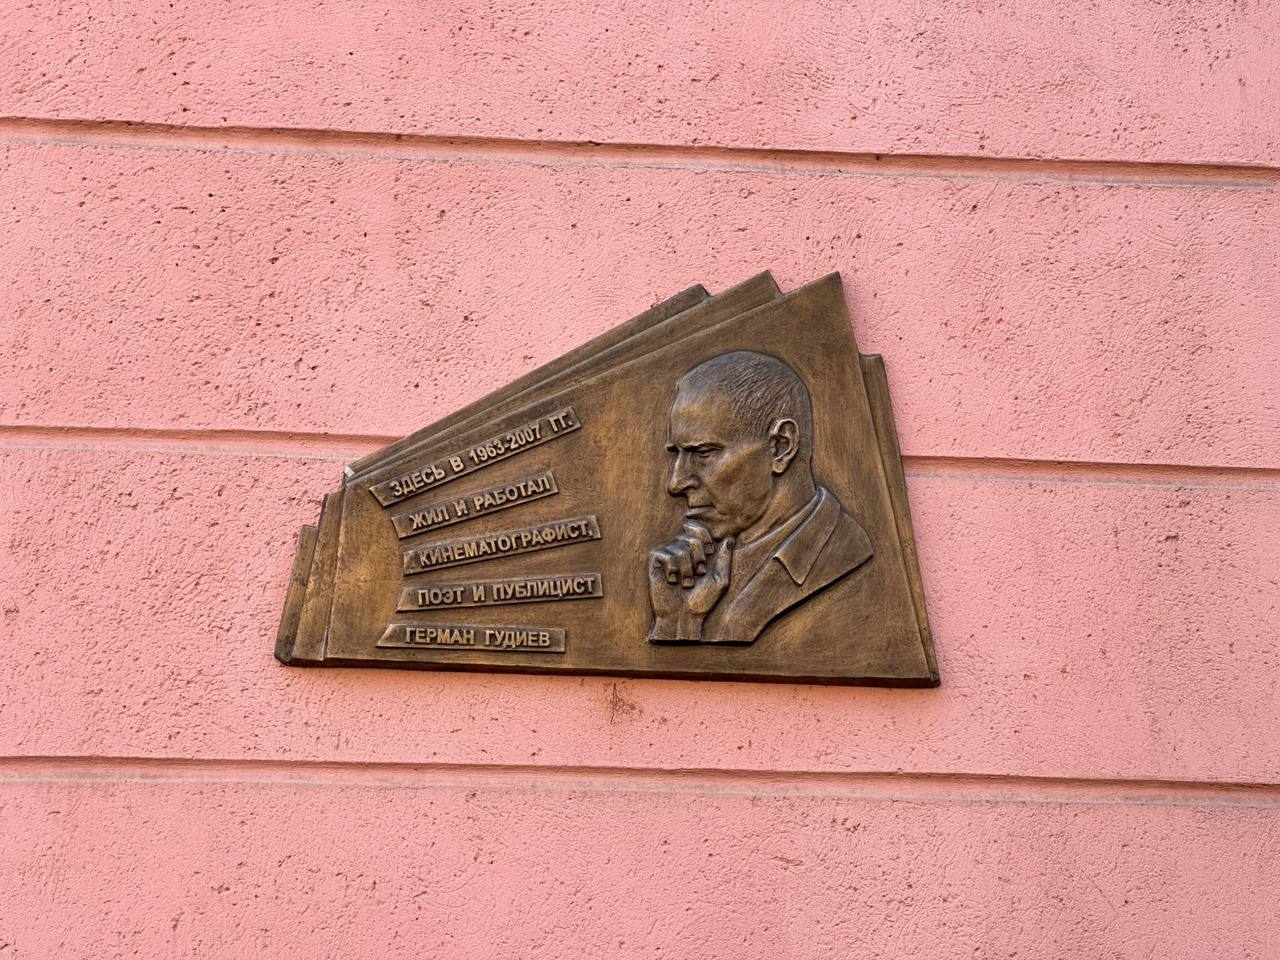 ЗДЕСЬ В 1963-2007 ГГ.
ЖИЛ И РАБОТАЛ
КИНЕМАТОГРАФИСТ,
ПОЭТ И ПУБЛИЦИСТ
ГЕРМАН ГУДИЕВ